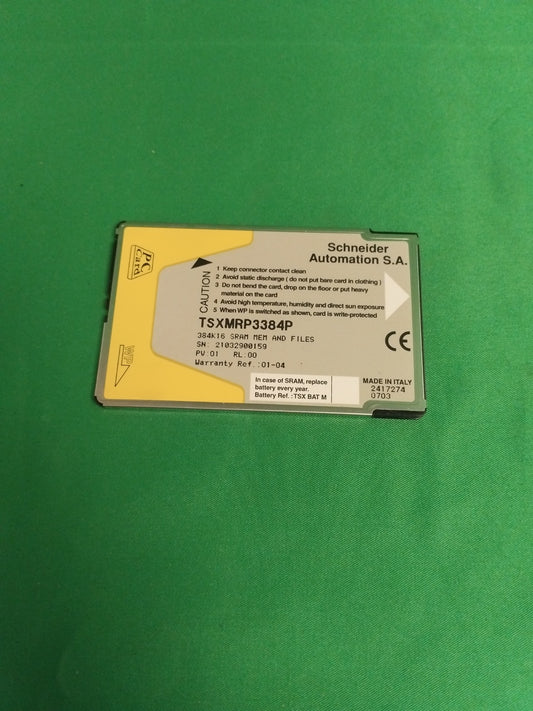 Schneider
Automation S.A.
PC
Card
WP
CAUTION
1 Keep connector contact clean
2 Avoid static discharge ( do not put bare card in clothing )
3 Do not bend the card, drop on the floor or put heavy
material on the card
4 Avoid high temperature, humidity and direct sun exposure
5 When WP is switched as shown, card is write-protected
TSXMRP3384P
384K16 SRAM MEM AND FILES
SN 21032900159
PV:01 RL:00
Warranty Ref.:01-04
CE
In case of SRAM, replace
battery every year.
Battery Ref. : TSX BAT M
MADE IN ITALY
2417274
0703